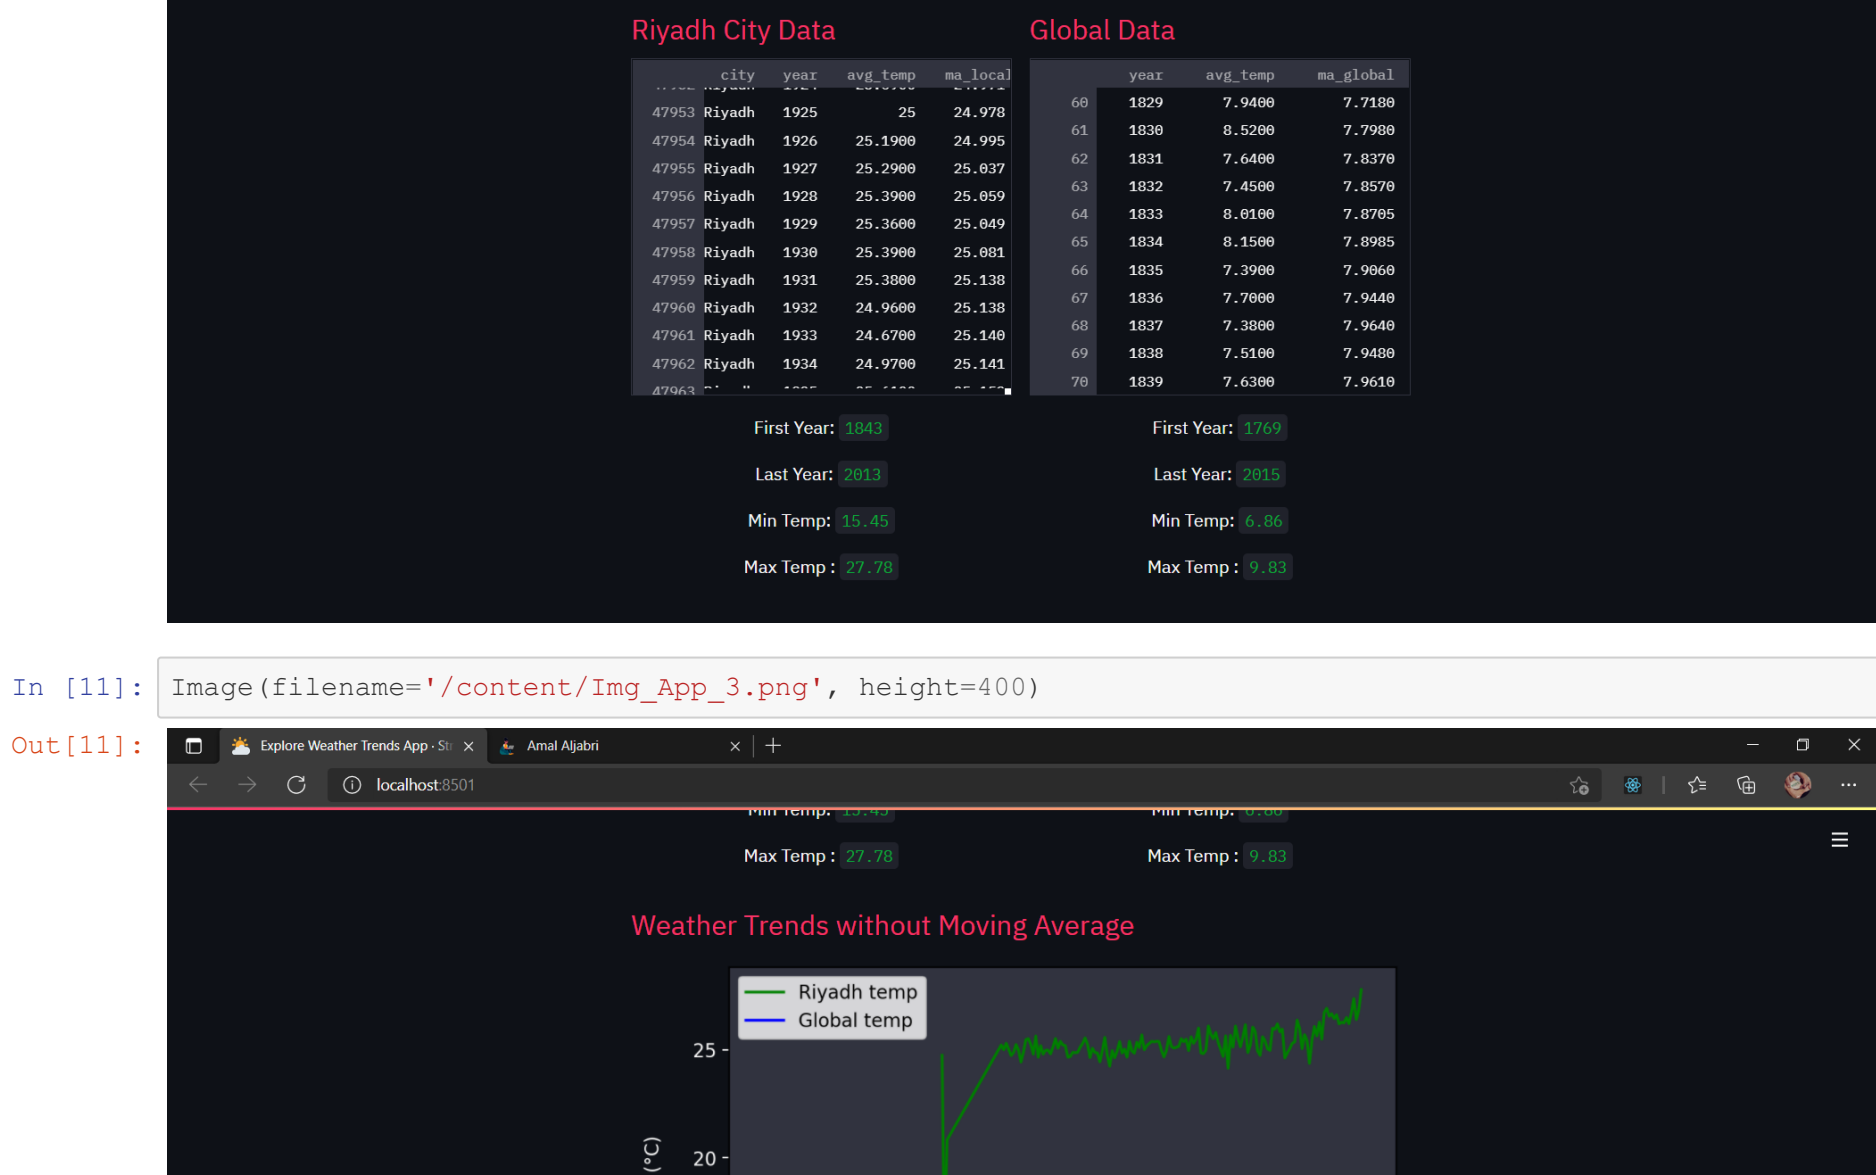 Riyadh City Data
city year avg_temp ma_local
47953 Riyadh 1925 25 24.978
47954 Riyadh 1926 25.1900 24.995
47955 Riyadh 1927 25.2900 25.037
47956 Riyadh 1928 25.3900 25.059
47957 Riyadh 1929 25.3600 25.049
47958 Riyadh 1930 25.3900 25.081
47959 Riyadh 1931 25.3800 25.138
47960 Riyadh 1932 24.9600 25.138
47961 Riyadh 1933 24.6700 25.140
47962 Riyadh 1934 24.9700 25.141
47963
First Year: 1843
Last Year: 2013
Min Temp: 15.45
Max Temp : 27.78
Global Data
year avg_temp ma_global
60 1829 7.9400 7.7180
61 1830 8.5200 7.7980
62 1831 7.6400 7.8370
63 1832 7.4500 7.8570
64 1833 8.0100 7.8705
65 1834 8.1500 7.8985
66 1835 7.3900 7.9060
67 1836 7.7000 7.9440
68 1837 7.3800 7.9640
69 1838 7.5100 7.9480
70 1839 7.6300 7.9610
First Year: 1769
Last Year: 2015
Min Temp: 6.86
Max Temp : 9.83
In [11]: Image(filename='/content/Img_App_3.png', height=400)
Out[11]:
Explore Weather Trends App · Str
Amal Aljabri
localhost:8501
Min Temp: 15.45
Max Temp : 27.78
Min Temp: 6.86
Max Temp : 9.83
Weather Trends without Moving Average
Riyadh temp
Global temp
25
20
(°C)